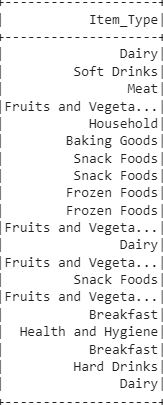 Item_Type|
Dairy|
Soft Drinks|
Meat|
|Fruits and Vegeta...|
Household|
Baking Goods|
Snack Foods|
Snack Foods|
Frozen Foods|
Frozen Foods|
|Fruits and Vegeta...|
Dairy|
|Fruits and Vegeta...|
Snack Foods|
|Fruits and Vegeta...|
Breakfast|
Health and Hygiene|
Breakfast|
Hard Drinks|
Dairy|